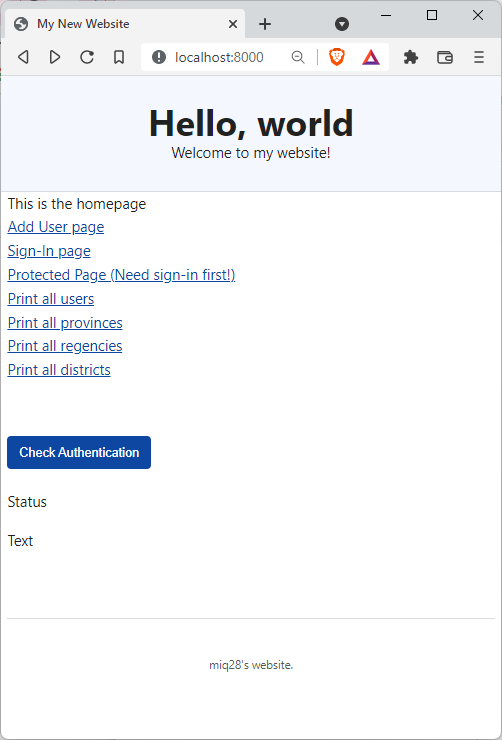 My New Website
localhost:8000
Hello, world
Welcome to my website!
This is the homepage
Add User page
Sign-In page
Protected Page (Need sign-in first!)
Print all users
Print all provinces
Print all regencies
Print all districts
Check Authentication
Status
Text
miq28's website.